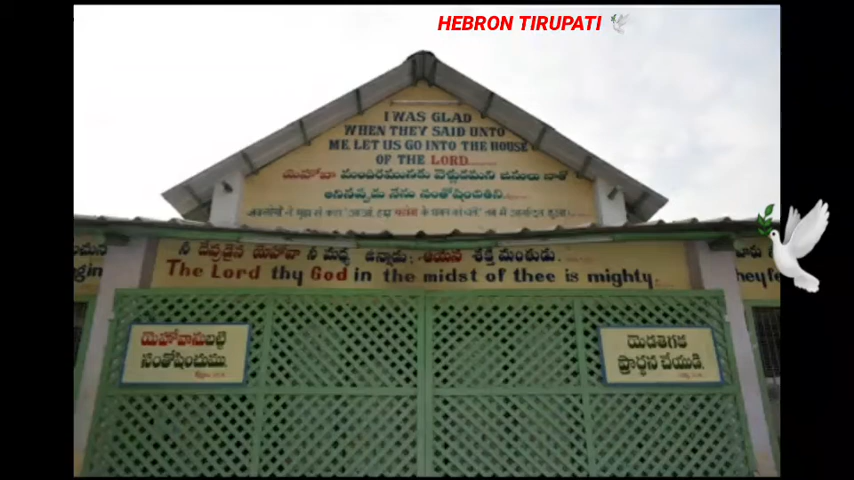 HEBRON TIRUPATI
I WAS GLAD
WHEN THEY SAID UNTO
ME, LET US GO INTO THE HOUSE
OF THE LORD
యెహోవా మందిరమునకు వెళ్లుదమని జనులు నాతో
అనినప్పుడు నేను సంతోషించితిని
నీ దేవుడైన యెహోవా నీ మధ్య ఉన్నాడు; ఆయన శక్తి మంతుడు.
The Lord thy God in the midst of thee is mighty
యెహోవానుబట్టి
సంతోషించుము
యెడతెగక
ప్రార్థన చేయుడి.